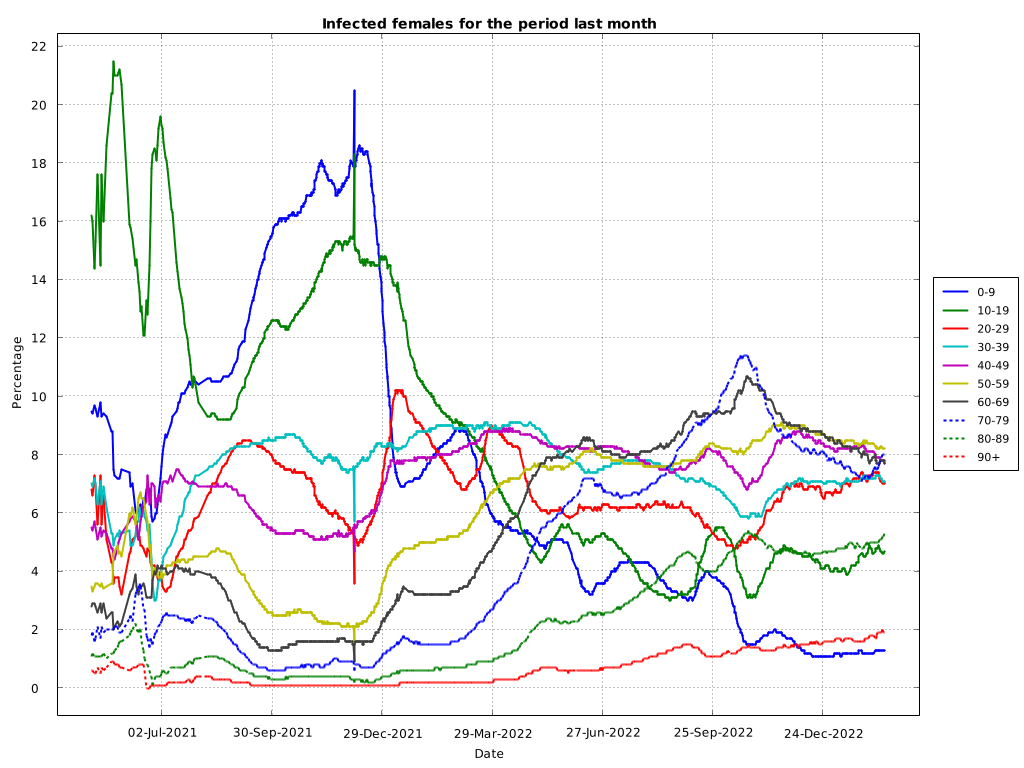 Infected females for the period last month
22
20
18
16
14
12
10
8
6
4
2
0
Percentage
02-Jul-2021
30-Sep-2021
29-Dec-2021
29-Mar-2022
27-Jun-2022
25-Sep-2022
24-Dec-2022
Date
0-9
10-19
20-29
30-39
40-49
50-59
60-69
70-79
80-89
90+